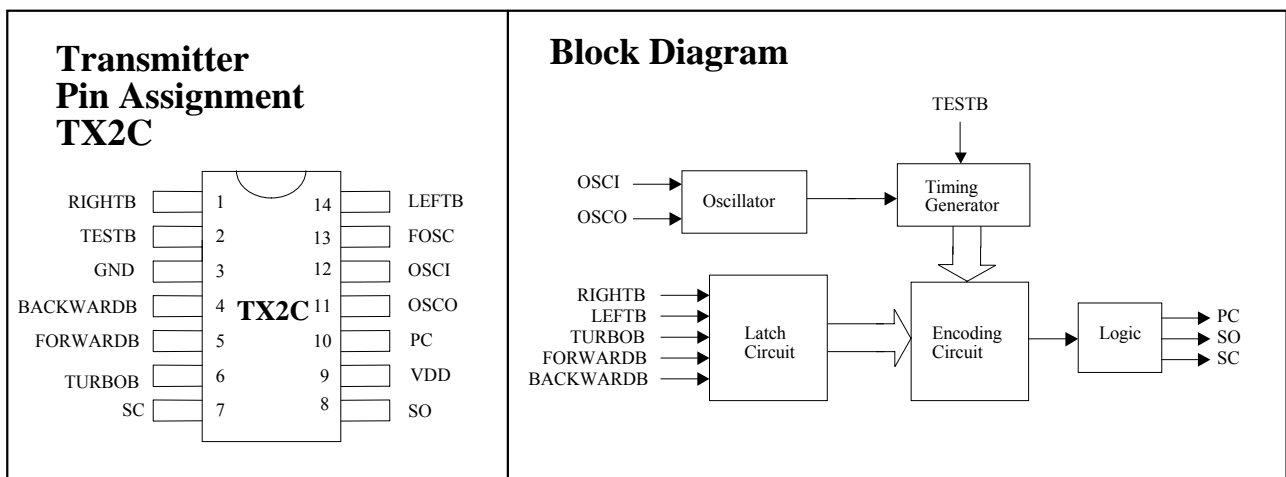 Transmitter
Pin Assignment
TX2C
RIGHTB 1 14 LEFTB
TESTB 2 13 FOSC
GND 3 12 OSCI
BACKWARDB 4 TX2C 11 OSCO
FORWARDB 5 10 PC
TURBOB 6 9 VDD
SC 7 8 SO
Block Diagram
TESTB
OSCI
OSCO
Oscillator
Timing
Generator
RIGHTB
LEFTB
TURBOB
FORWARDB
BACKWARDB
Latch
Circuit
Encoding
Circuit
Logic
PC
SO
SC